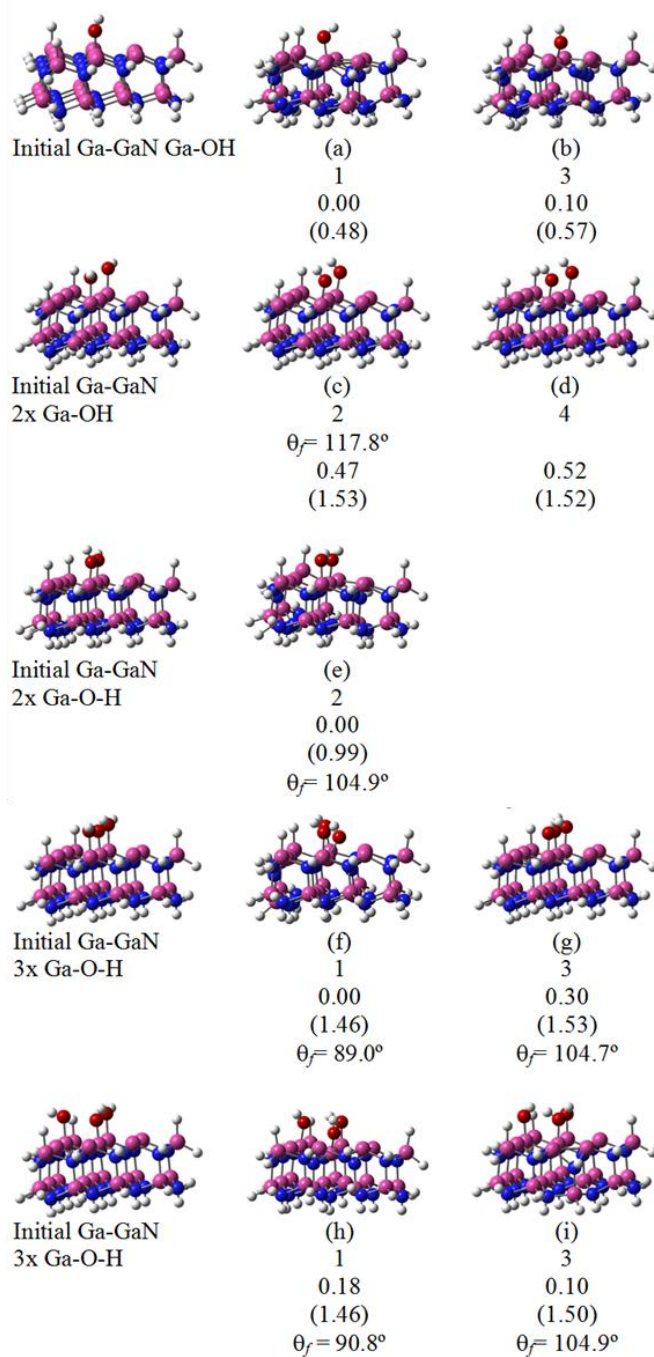 Initial Ga-GaN Ga-OH
(a)
1
0.00
(0.48)
(b)
3
0.10
(0.57)
Initial Ga-GaN
2x Ga-OH
(c)
2
θf= 117.8º
0.47
(1.53)
(d)
4
0.52
(1.52)
Initial Ga-GaN
2x Ga-O-H
(e)
2
0.00
(0.99)
θf= 104.9º
Initial Ga-GaN
3x Ga-O-H
(f)
1
0.00
(1.46)
θf= 89.0º
(g)
3
0.30
(1.53)
θf= 104.7º
Initial Ga-GaN
3x Ga-O-H
(h)
1
0.18
(1.46)
θf = 90.8º
(i)
3
0.10
(1.50)
θf= 104.9º